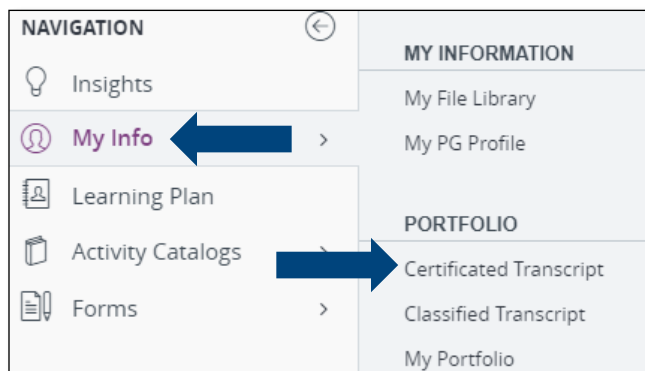 NAVIGATION
Insights
My Info
Learning Plan
Activity Catalogs
Forms
MY INFORMATION
My File Library
My PG Profile
PORTFOLIO
Certificated Transcript
Classified Transcript
My Portfolio